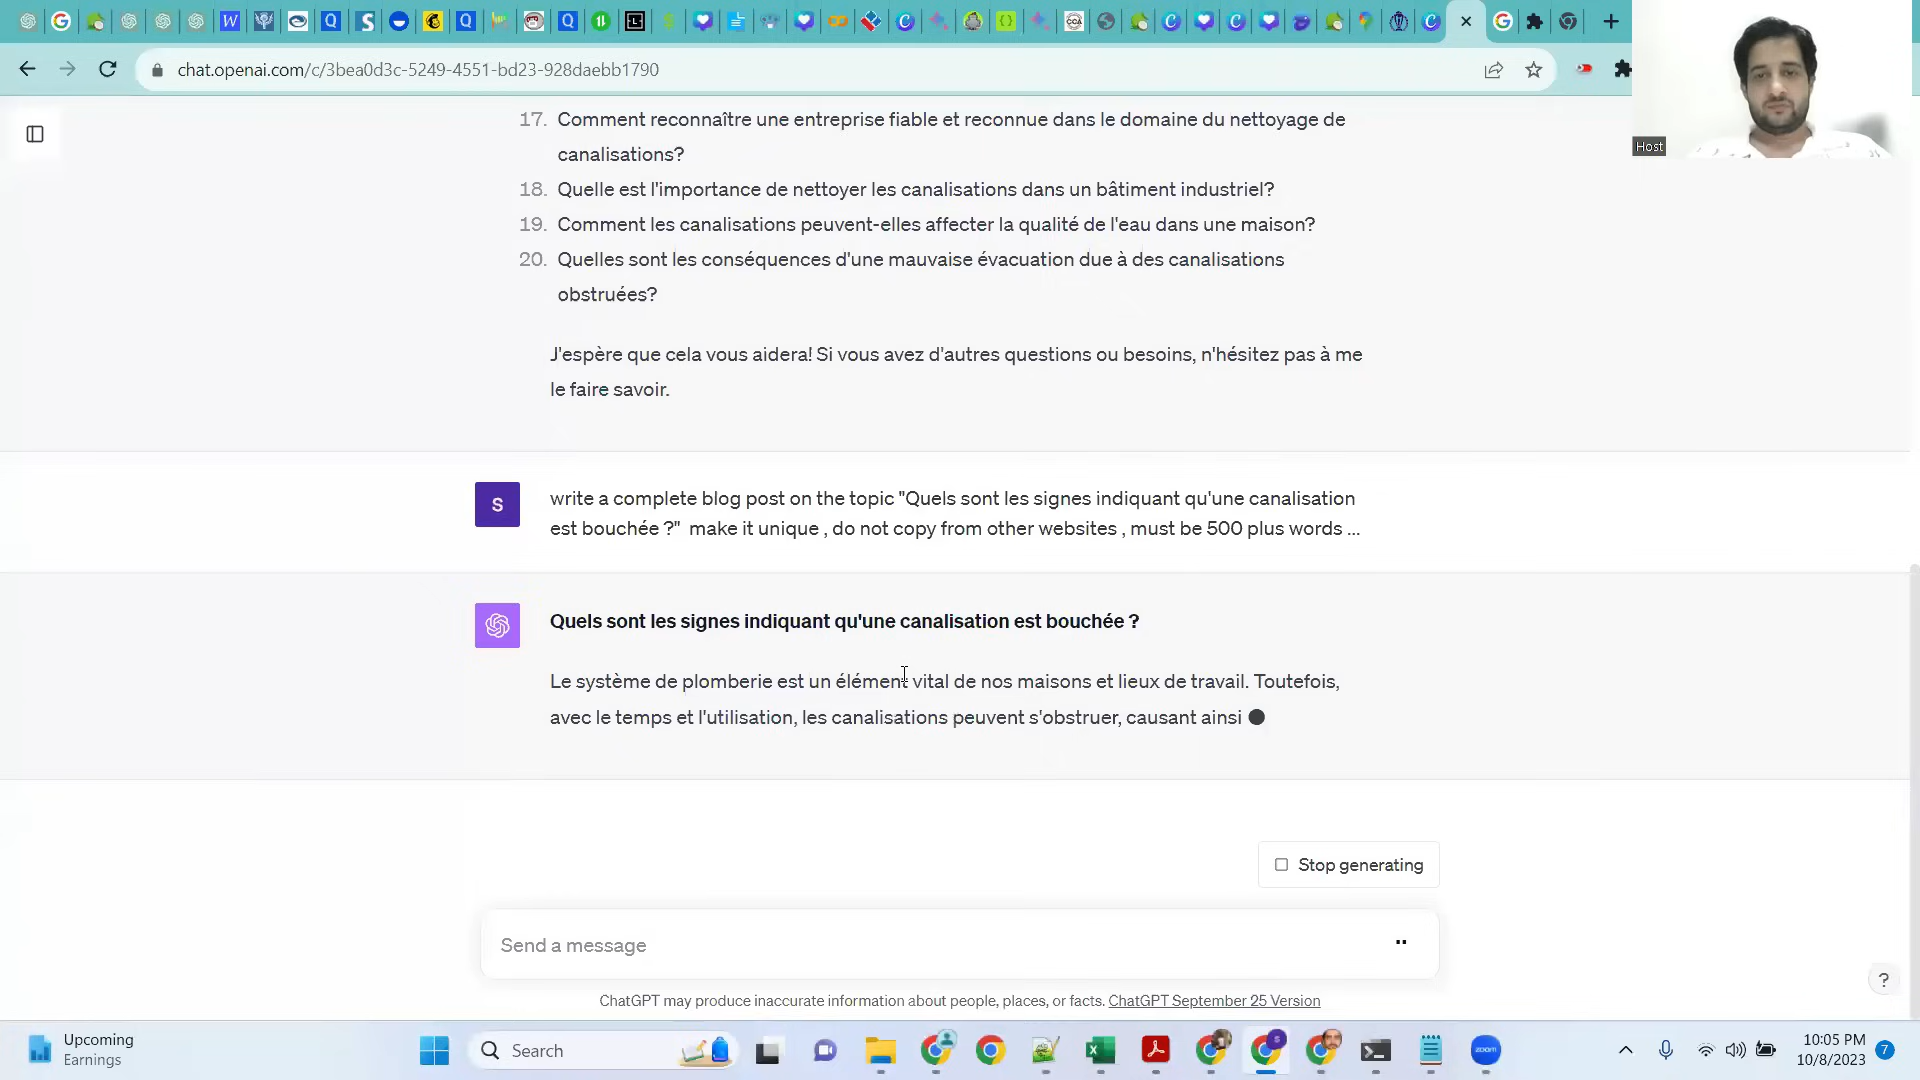 chat.openai.com/c/3bea0d3c-5249-4551-bd23-928daebb1790
Host
17. Comment reconnaître une entreprise fiable et reconnue dans le domaine du nettoyage de
canalisations?
18. Quelle est l'importance de nettoyer les canalisations dans un bâtiment industriel?
19. Comment les canalisations peuvent-elles affecter la qualité de l'eau dans une maison?
20. Quelles sont les conséquences d'une mauvaise évacuation due à des canalisations
obstruées?
J'espère que cela vous aidera! Si vous avez d'autres questions ou besoins, n'hésitez pas à me
le faire savoir.
S
write a complete blog post on the topic "Quels sont les signes indiquant qu'une canalisation
est bouchée ?"  make it unique , do not copy from other websites , must be 500 plus words ...
Quels sont les signes indiquant qu'une canalisation est bouchée ?
Le système de plomberie est un élément vital de nos maisons et lieux de travail. Toutefois,
avec le temps et l'utilisation, les canalisations peuvent s'obstruer, causant ainsi
Stop generating
Send a message
?
ChatGPT may produce inaccurate information about people, places, or facts. ChatGPT September 25 Version
Upcoming
Earnings
Search
zoom
10:05 PM
10/8/2023
7